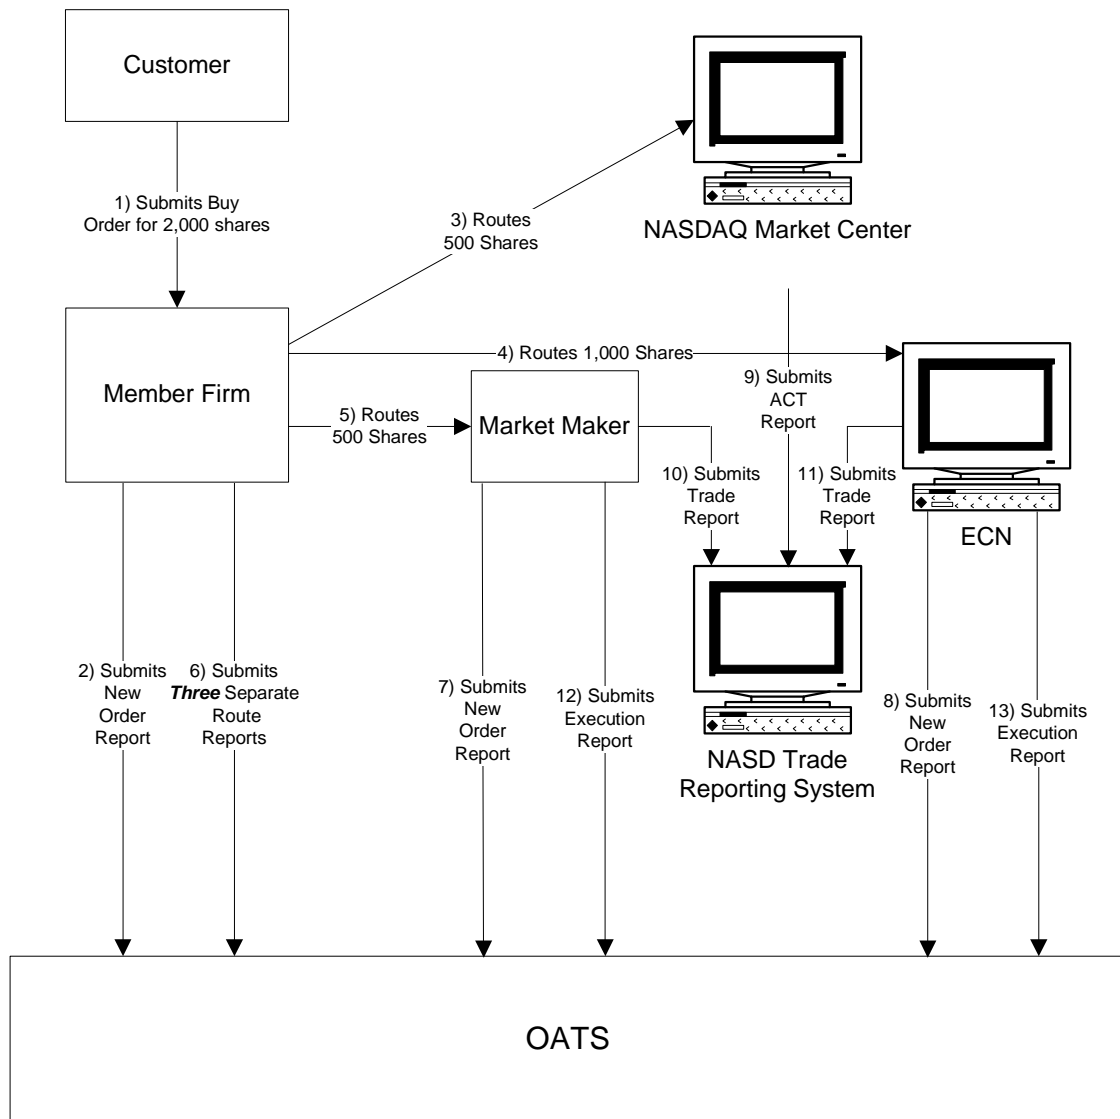 Customer
1) Submits Buy
Order for 2,000 shares
3) Routes
500 Shares
NASDAQ Market Center
Member Firm
4) Routes 1,000 Shares
5) Routes
500 Shares
Market Maker
9) Submits
ACT
Report
10) Submits
Trade
Report
11) Submits
Trade
Report
ECN
2) Submits
New
Order
Report
6) Submits
Three Separate
Route
Reports
7) Submits
New
Order
Report
12) Submits
Execution
Report
NASD Trade
Reporting System
8) Submits
New
Order
Report
13) Submits
Execution
Report
OATS